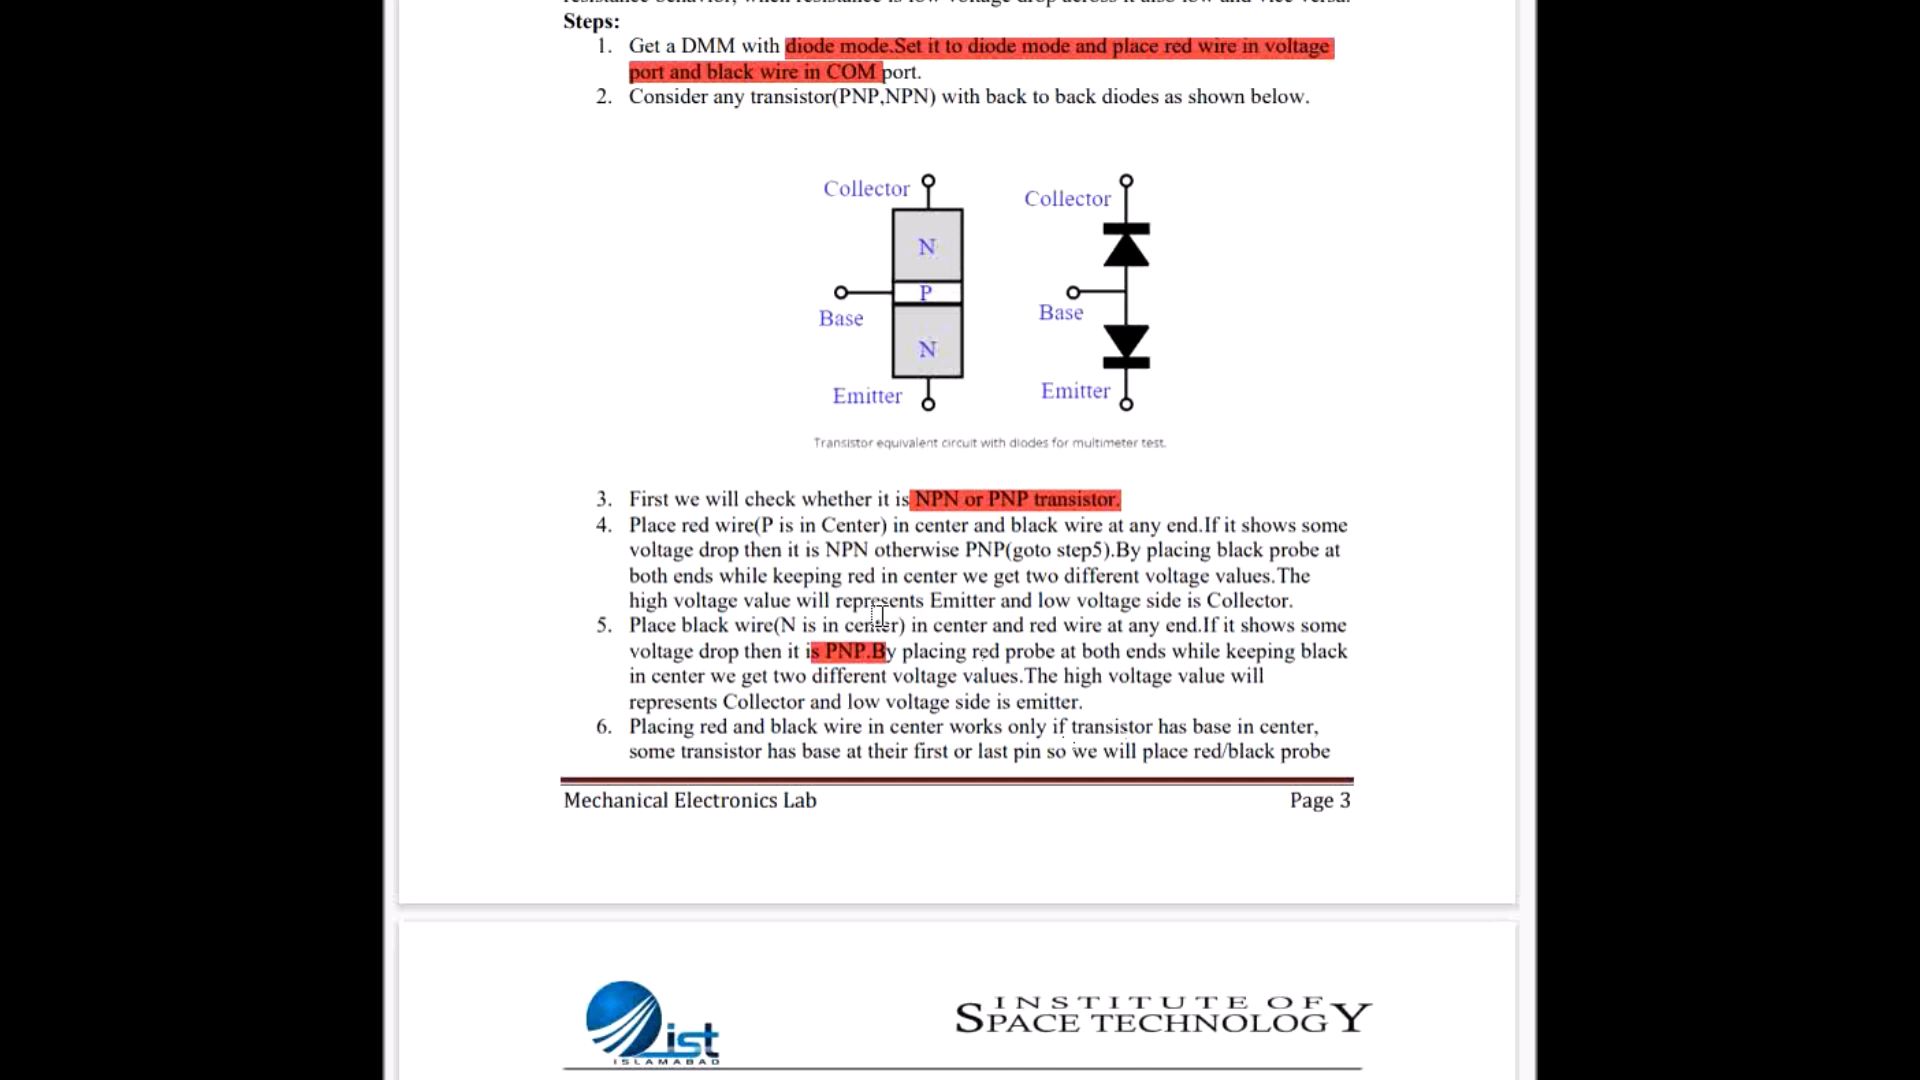 Steps:
1. Get a DMM with diode mode.Set it to diode mode and place red wire in voltage
port and black wire in COM port.
2. Consider any transistor(PNP,NPN) with back to back diodes as shown below.
Collector
Collector
N
P
Base
Base
N
Emitter
Emitter
Transistor equivalent circuit with diodes for multimeter test.
3. First we will check whether it is NPN or PNP transistor.
4. Place red wire(P is in Center) in center and black wire at any end.If it shows some
voltage drop then it is NPN otherwise PNP(goto step5).By placing black probe at
both ends while keeping red in center we get two different voltage values.The
high voltage value will represents Emitter and low voltage side is Collector.
5. Place black wire(N is in center) in center and red wire at any end.If it shows some
voltage drop then it is PNP.By placing red probe at both ends while keeping black
in center we get two different voltage values.The high voltage value will
represents Collector and low voltage side is emitter.
6. Placing red and black wire in center works only if transistor has base in center,
some transistor has base at their first or last pin so we will place red/black probe
Mechanical Electronics Lab Page 3
ist
ISLAMABAD
INSTITUTE OF
SPACE TECHNOLOGY